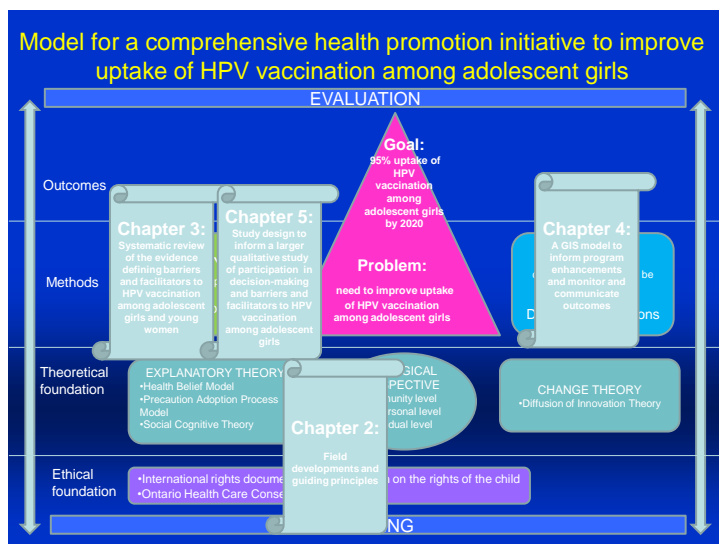 Model for a comprehensive health promotion initiative to improve
uptake of HPV vaccination among adolescent girls
EVALUATION
Outcomes
Goal:
95% uptake of
HPV
vaccination
among
adolescent girls
by 2020
Methods
Chapter 3:
Systematic review
of the evidence
defining barriers
and facilitators to
HPV vaccination
among adolescent
girls and young
women
Chapter 5:
Study design to
inform a larger
qualitative study
of participation in
decision-making
and barriers and
facilitators to HPV
vaccination
among adolescent
girls
Problem:
need to improve uptake
of HPV vaccination
among adolescent girls
Chapter 4:
A GIS model to
inform program
enhancements
and monitor and
communicate
outcomes
be
Theoretical
foundation
EXPLANATORY THEORY
•Health Belief Model
•Precaution Adoption Process
Model
•Social Cognitive Theory
level
level
level
CHANGE THEORY
•Diffusion of Innovation Theory
Chapter 2:
Field
developments and
guiding principles
Ethical
foundation
•International rights on the rights of the child
•Ontario Health Care